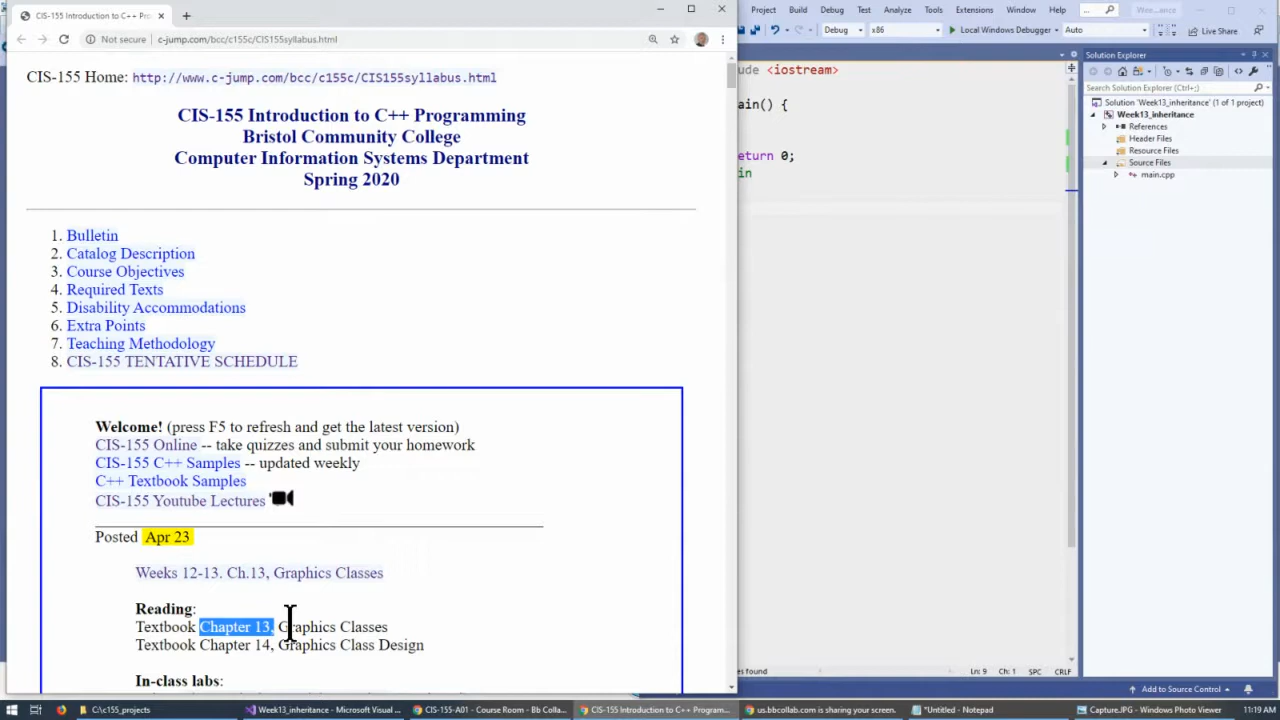 CIS-155 Introduction to C++ Pro
Not secure
c-jump.com/bcc/c155c/CIS155syllabus.html
CIS-155 Home: http://www.c-jump.com/bcc/c155c/CIS155syllabus.html
CIS-155 Introduction to C++ Programming
Bristol Community College
Computer Information Systems Department
Spring 2020
1. Bulletin
2. Catalog Description
3. Course Objectives
4. Required Texts
5. Disability Accommodations
6. Extra Points
7. Teaching Methodology
8. CIS-155 TENTATIVE SCHEDULE
Welcome! (press F5 to refresh and get the latest version)
CIS-155 Online -- take quizzes and submit your homework
CIS-155 C++ Samples -- updated weekly
C++ Textbook Samples
CIS-155 Youtube Lectures
Posted Apr 23
Weeks 12-13. Ch.13, Graphics Classes
Reading:
Textbook Chapter 13, Graphics Classes
Textbook Chapter 14, Graphics Class Design
In-class labs:
Project Build Debug Test Analyze Tools Extensions Window Help ... Wee...ance
Debug x86 Local Windows Debugger Auto Live Share
ude <iostream>
ain() {
eturn 0;
in
Solution Explorer
Search Solution Explorer (Ctrl+;)
Solution 'Week13_inheritance' (1 of 1 project)
Week13_inheritance
References
Header Files
Resource Files
Source Files
main.cpp
es found Ln: 9 Ch: 1 SPC CRLF
Add to Source Control
C:\c155_projects
Week13_inheritance - Microsoft Visual ...
CIS-155-A01 - Course Room - Bb Colla...
CIS-155 Introduction to C++ Program...
us.bbcollab.com is sharing your screen.
*Untitled - Notepad
Capture.JPG - Windows Photo Viewer
11:19 AM